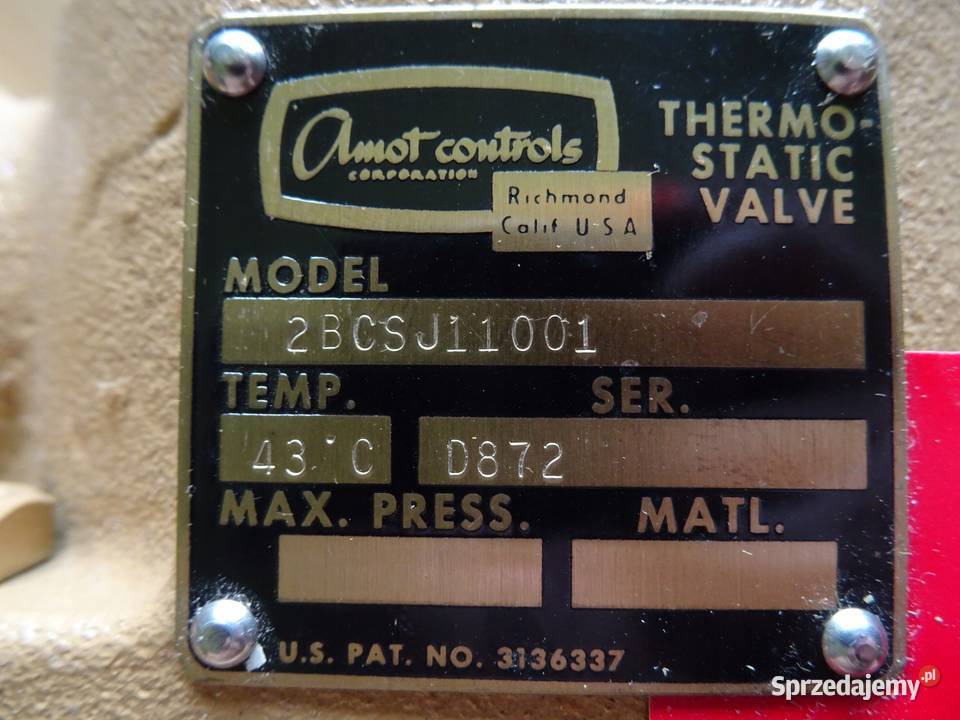 Amot controls
CORPORATION
Richmond
Calif U S A
THERMO-
STATIC
VALVE
MODEL
2BCSJ11001
TEMP. SER.
43°C D872
MAX. PRESS. MATL.
U.S. PAT. NO. 3136337
Sprzedajemy.pl